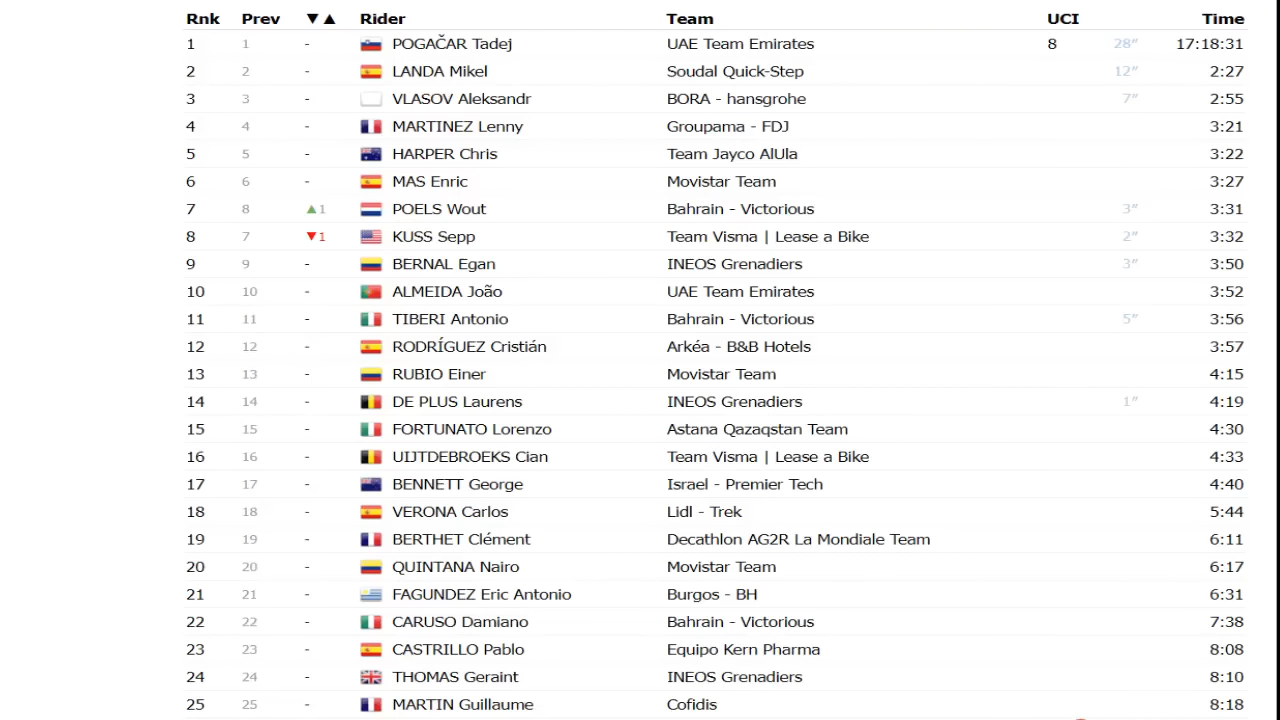 Rnk Prev ▼▲ Rider Team UCI Time
1 1 - POGAČAR Tadej UAE Team Emirates 8 28″ 17:18:31
2 2 - LANDA Mikel Soudal Quick-Step 12″ 2:27
3 3 - VLASOV Aleksandr BORA - hansgrohe 7″ 2:55
4 4 - MARTINEZ Lenny Groupama - FDJ 3:21
5 5 - HARPER Chris Team Jayco AlUla 3:22
6 6 - MAS Enric Movistar Team 3:27
7 8 ▲1 POELS Wout Bahrain - Victorious 3″ 3:31
8 7 ▼1 KUSS Sepp Team Visma | Lease a Bike 2″ 3:32
9 9 - BERNAL Egan INEOS Grenadiers 3″ 3:50
10 10 - ALMEIDA João UAE Team Emirates 3:52
11 11 - TIBERI Antonio Bahrain - Victorious 5″ 3:56
12 12 - RODRÍGUEZ Cristián Arkéa - B&B Hotels 3:57
13 13 - RUBIO Einer Movistar Team 4:15
14 14 - DE PLUS Laurens INEOS Grenadiers 1″ 4:19
15 15 - FORTUNATO Lorenzo Astana Qazaqstan Team 4:30
16 16 - UIJTDEBROEKS Cian Team Visma | Lease a Bike 4:33
17 17 - BENNETT George Israel - Premier Tech 4:40
18 18 - VERONA Carlos Lidl - Trek 5:44
19 19 - BERTHET Clément Decathlon AG2R La Mondiale Team 6:11
20 20 - QUINTANA Nairo Movistar Team 6:17
21 21 - FAGUNDEZ Eric Antonio Burgos - BH 6:31
22 22 - CARUSO Damiano Bahrain - Victorious 7:38
23 23 - CASTRILLO Pablo Equipo Kern Pharma 8:08
24 24 - THOMAS Geraint INEOS Grenadiers 8:10
25 25 - MARTIN Guillaume Cofidis 8:18